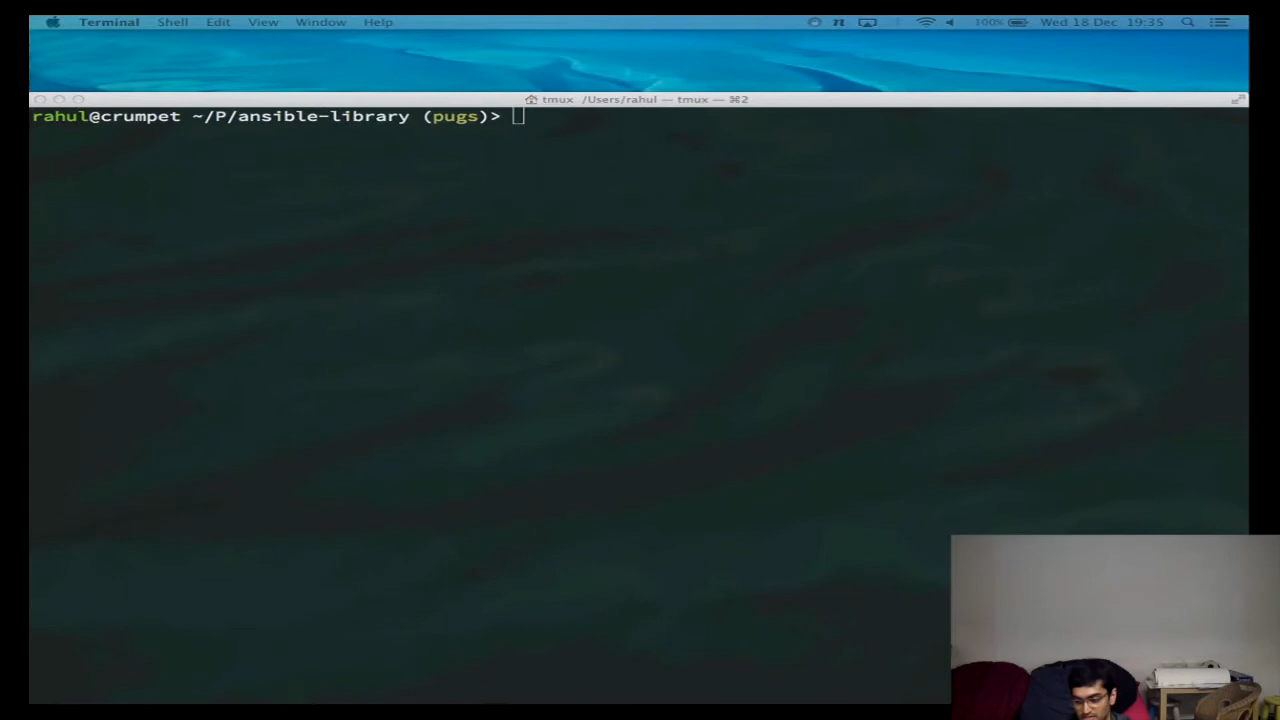 Terminal Shell Edit View Window Help 100% Wed 18 Dec 19:35
tmux /Users/rahul — tmux — ⌘2
rahul@crumpet ~/P/ansible-library (pugs)>